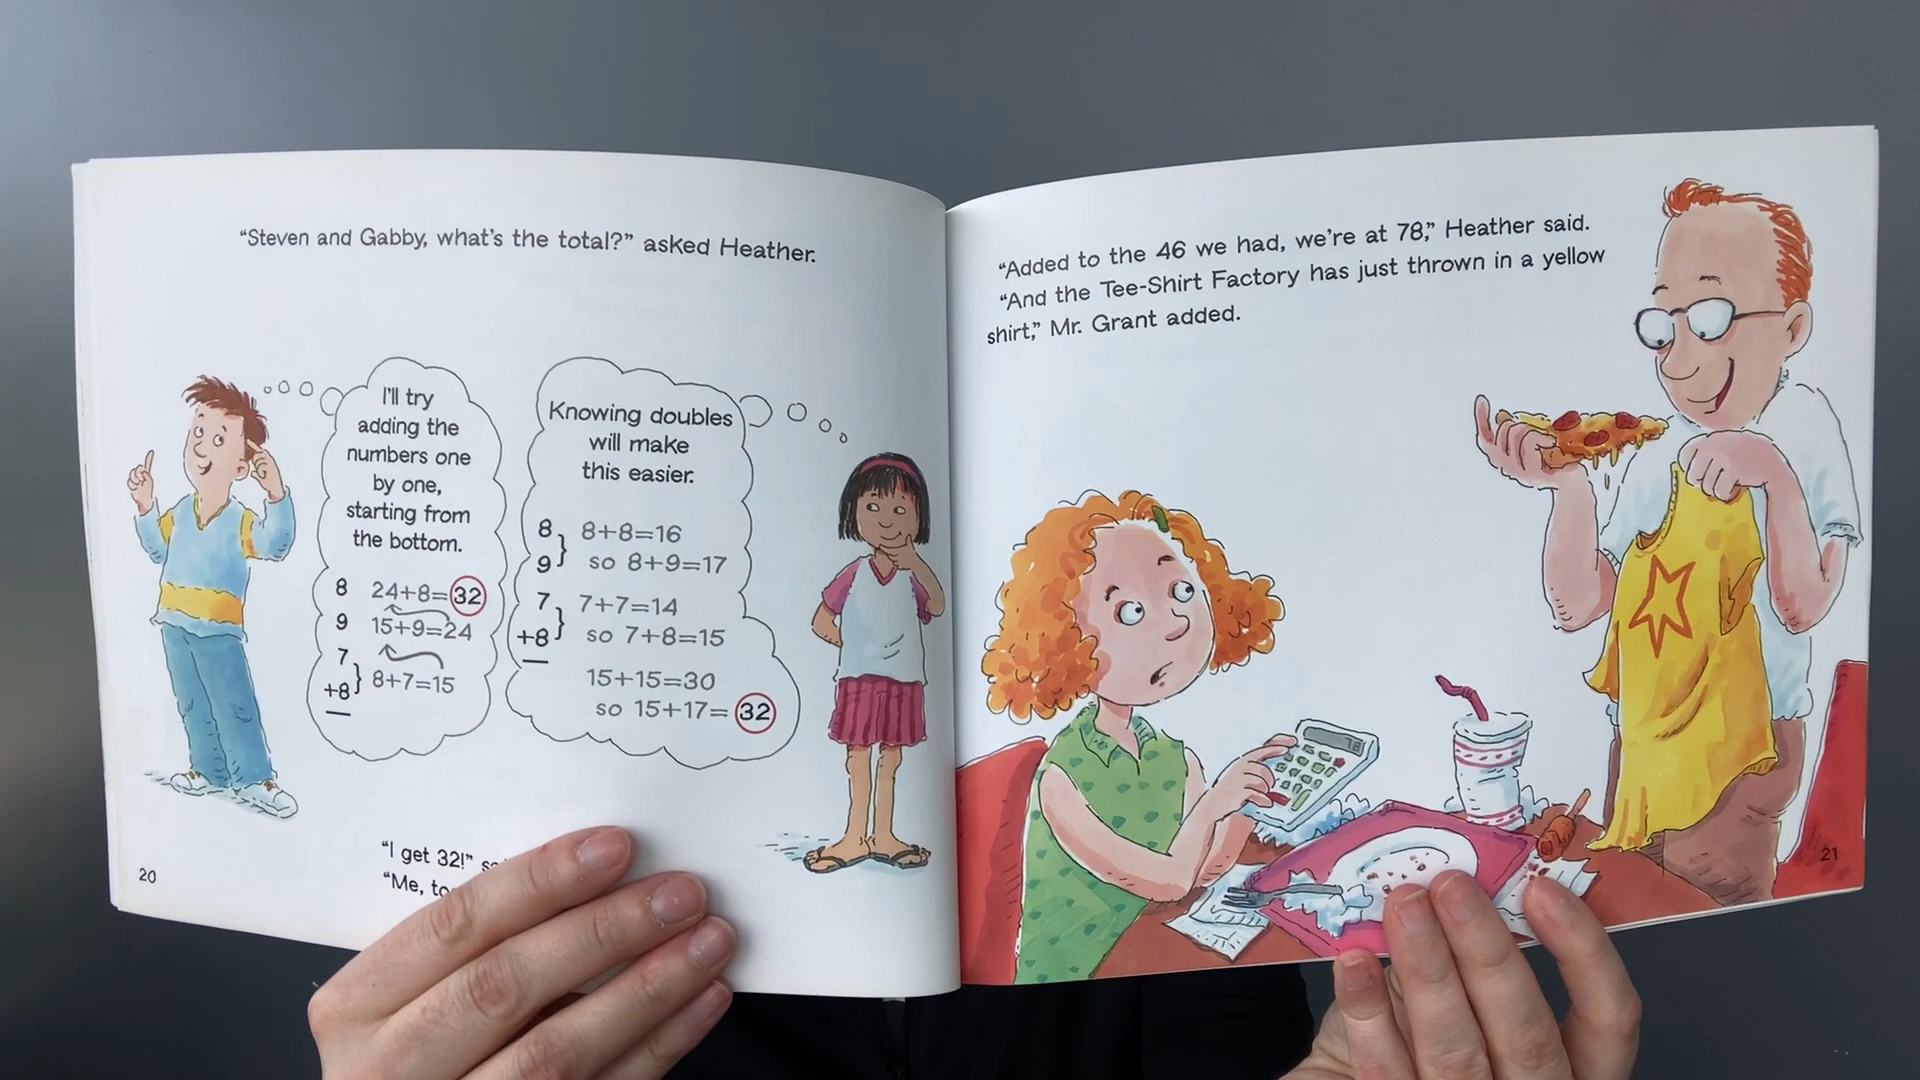 “Steven and Gabby, what’s the total?” asked Heather.
I’ll try
adding the
numbers one
by one,
starting from
the bottom.
8 24+8=32
9 15+9=24
7
+8 8+7=15
Knowing doubles
will make
this easier.
8 8+8=16
9 so 8+9=17
7 7+7=14
+8 so 7+8=15
15+15=30
so 15+17=32
“I get 32!”
“Me,
20
“Added to the 46 we had, we’re at 78,” Heather said.
“And the Tee-Shirt Factory has just thrown in a yellow
shirt,” Mr. Grant added.
78
21